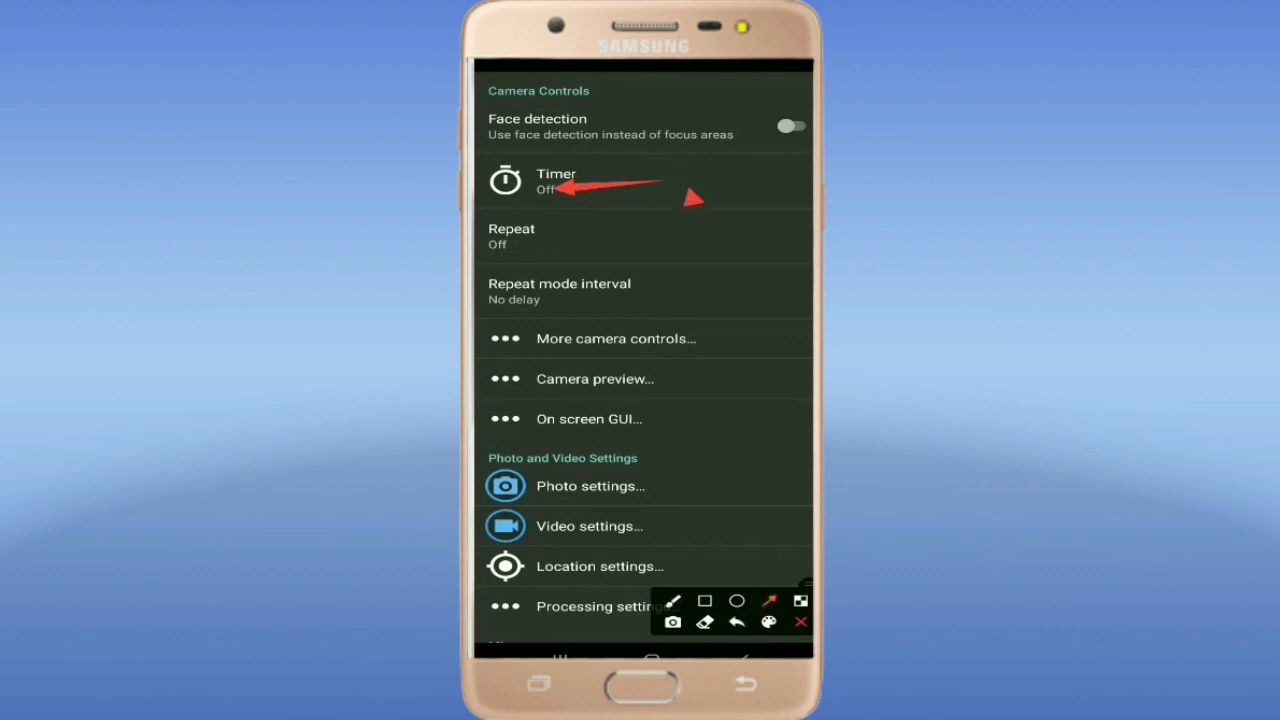 SAMSUNG
Camera Controls
Face detection
Use face detection instead of focus areas
Timer
Off
Repeat
Off
Repeat mode interval
No delay
More camera controls...
Camera preview...
On screen GUI...
Photo and Video Settings
Photo settings...
Video settings...
Location settings...
Processing setting